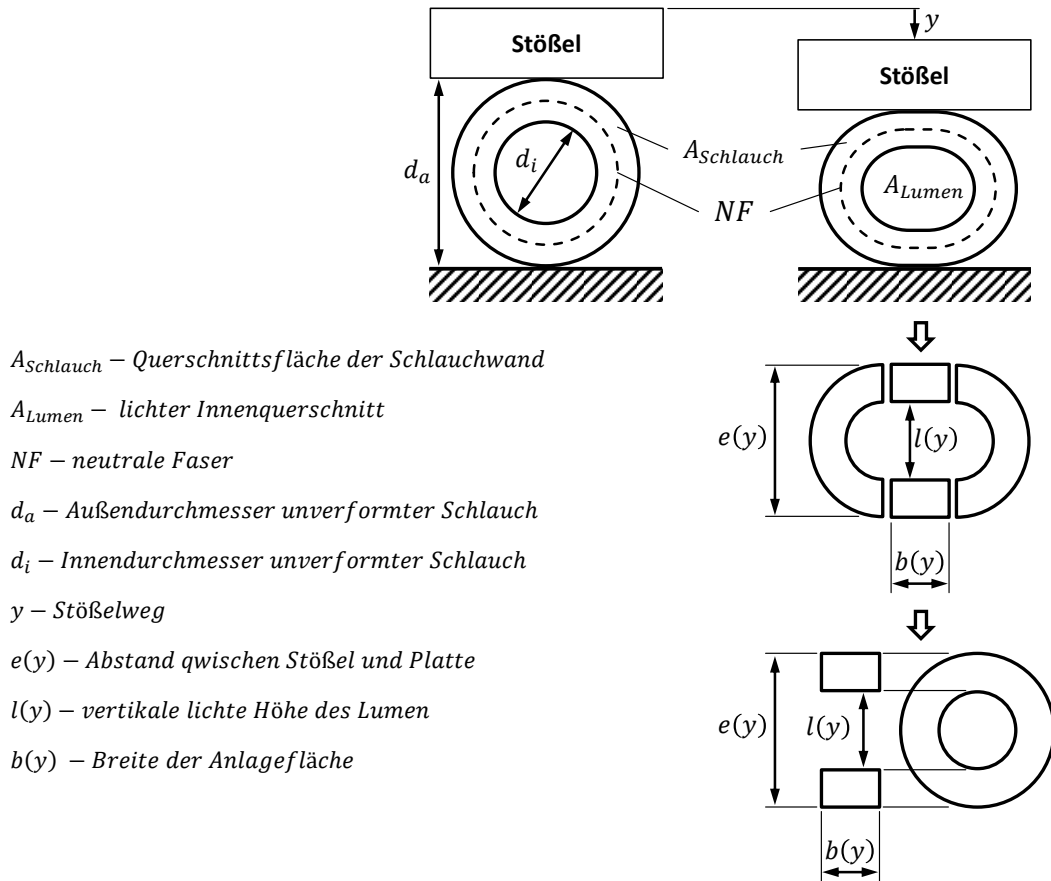 y
Stößel
Stößel
d_a
d_i
A_Schlauch
A_Lumen
NF
A_Schlauch – Querschnittsfläche der Schlauchwand
A_Lumen – lichter Innenquerschnitt
NF – neutrale Faser
d_a – Außendurchmesser unverformter Schlauch
d_i – Innendurchmesser unverformter Schlauch
y – Stößelweg
e(y) – Abstand qwischen Stößel und Platte
l(y) – vertikale lichte Höhe des Lumen
b(y) – Breite der Anlagefläche
e(y)
l(y)
b(y)
e(y)
l(y)
b(y)